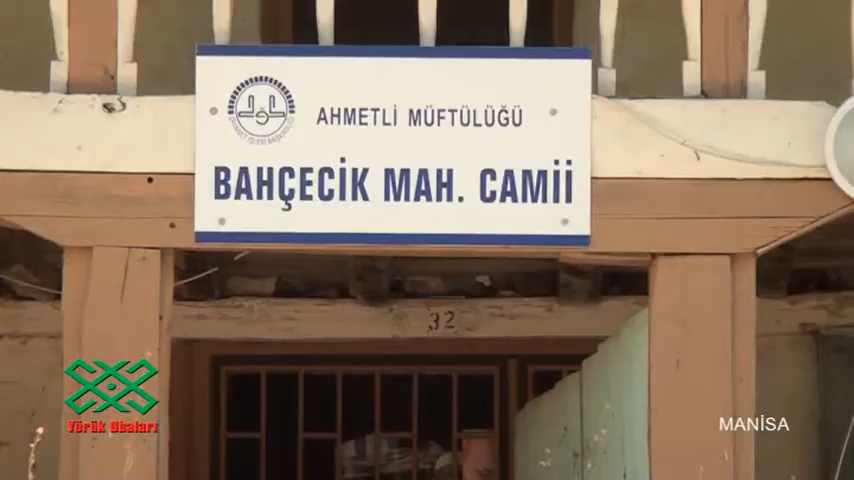 AHMETLİ MÜFTÜLÜĞÜ
BAHÇECİK MAH. CAMİİ
32
Yörük Obaları
MANİSA